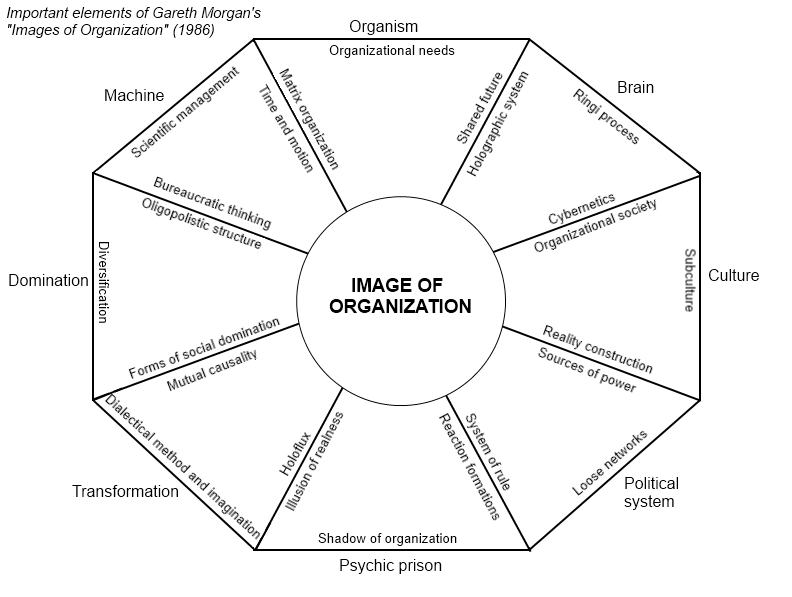 Important elements of Gareth Morgan's
"Images of Organization" (1986)
Organism
Organizational needs
Machine
Scientific management
Matrix organization
Time and motion
Shared future
Holographic system
Brain
Ringi process
Bureaucratic thinking
Oligopolistic structure
Cybernetics
Organizational society
Domination
Diversification
IMAGE OF
ORGANIZATION
Subculture
Culture
Forms of social domination
Mutual causality
Reality construction
Sources of power
Dialectical method and imagination
Transformation
Holoflux
Illusion of realness
System of rule
Reaction formations
Loose networks
Political
system
Shadow of organization
Psychic prison